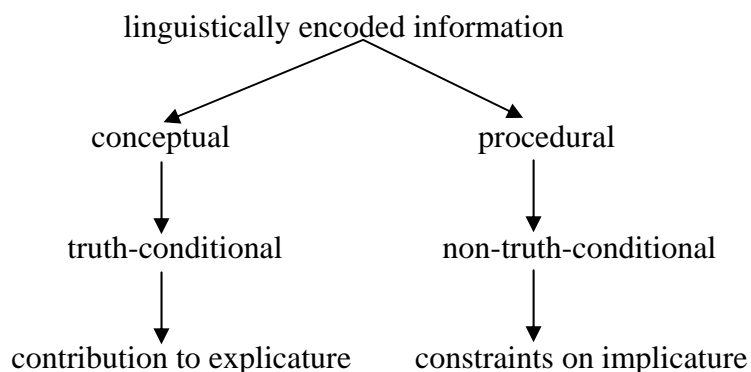 linguistically encoded information
conceptual procedural
truth-conditional non-truth-conditional
contribution to explicature constraints on implicature